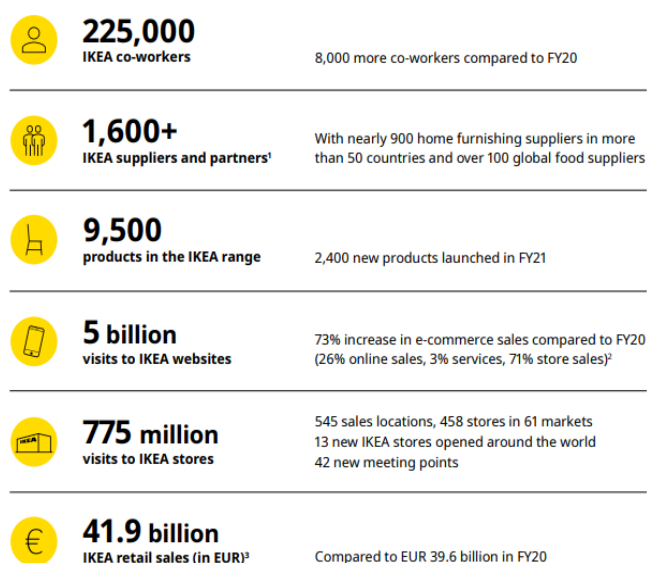 225,000
IKEA co-workers
8,000 more co-workers compared to FY20
1,600+
IKEA suppliers and partners¹
With nearly 900 home furnishing suppliers in more
than 50 countries and over 100 global food suppliers
9,500
products in the IKEA range
2,400 new products launched in FY21
5 billion
visits to IKEA websites
73% increase in e-commerce sales compared to FY20
(26% online sales, 3% services, 71% store sales)²
IKEA
775 million
visits to IKEA stores
545 sales locations, 458 stores in 61 markets
13 new IKEA stores opened around the world
42 new meeting points
€
41.9 billion
IKEA retail sales (in EUR)³
Compared to EUR 39.6 billion in FY20